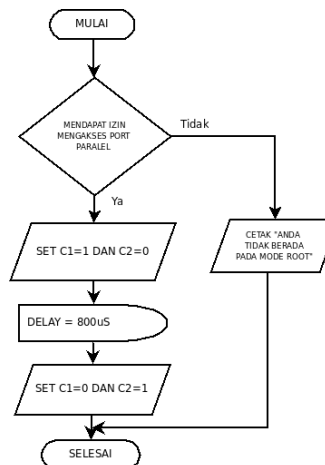 MULAI
MENDAPAT IZIN
MENGAKSES PORT
PARALEL
Tidak
Ya
SET C1=1 DAN C2=0
CETAK "ANDA
TIDAK BERADA
PADA MODE ROOT"
DELAY = 800uS
SET C1=0 DAN C2=1
SELESAI